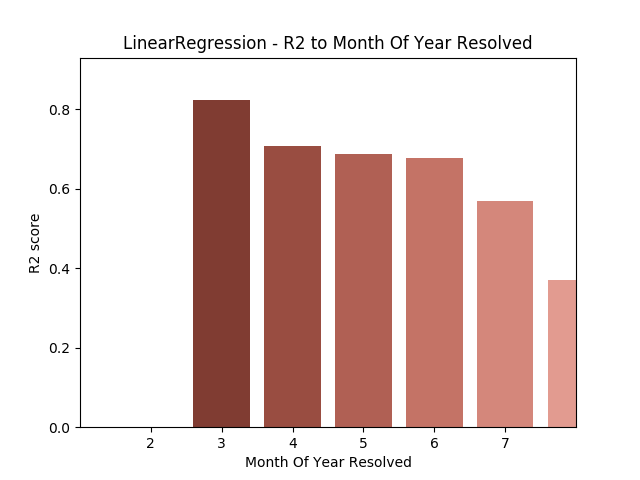 LinearRegression - R2 to Month Of Year Resolved
0.8
0.6
0.4
0.2
0.0
R2 score
2 3 4 5 6 7
Month Of Year Resolved